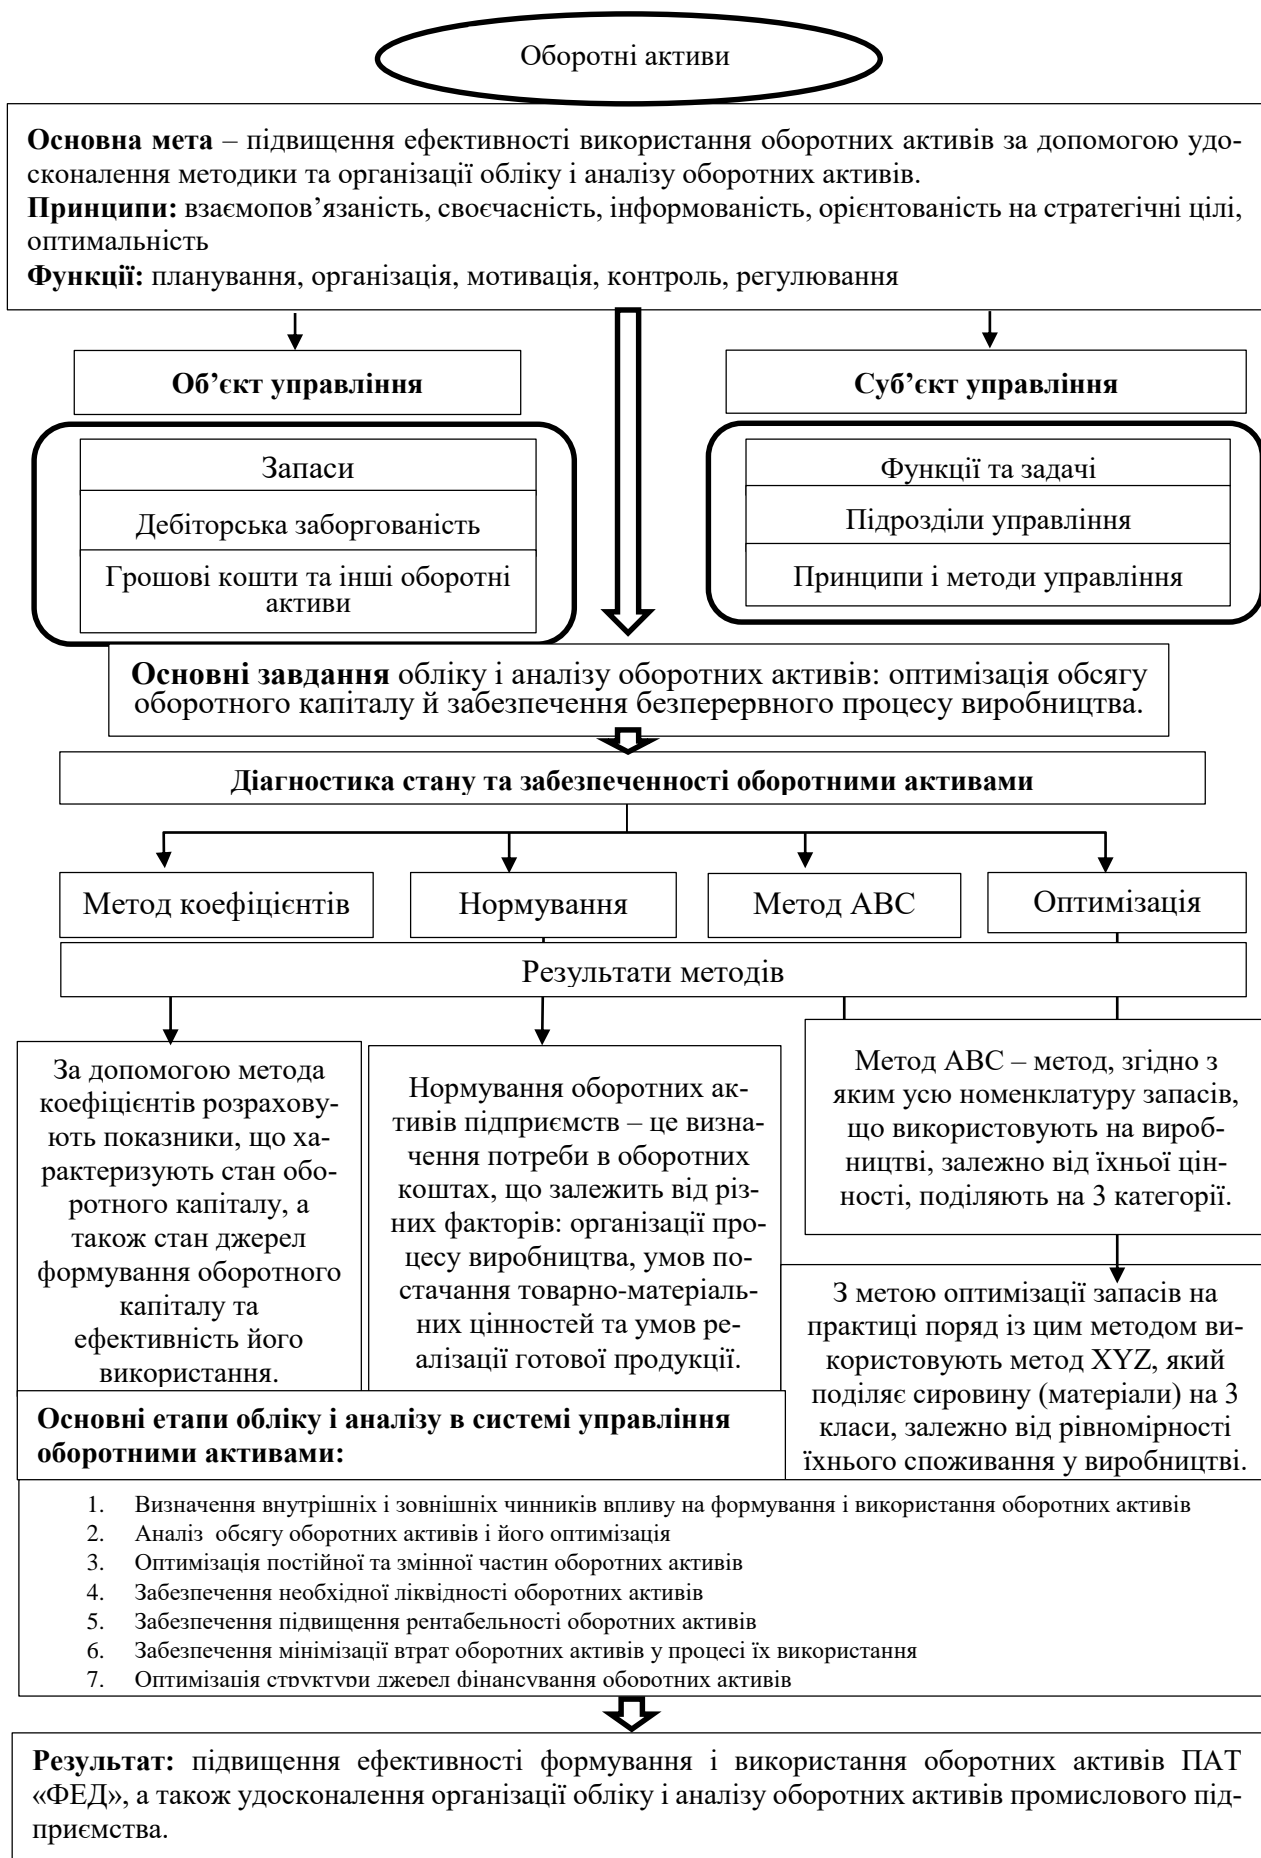 Оборотні активи
Основна мета – підвищення ефективності використання оборотних активів за допомогою удо-
сконалення методики та організації обліку і аналізу оборотних активів.
Принципи: взаємопов’язаність, своєчасність, інформованість, орієнтованість на стратегічні цілі,
оптимальність
Функції: планування, організація, мотивація, контроль, регулювання
Об’єкт управління
Суб’єкт управління
Запаси
Дебіторська заборгованість
Грошові кошти та інші оборотні
активи
Функції та задачі
Підрозділи управління
Принципи і методи управління
Основні завдання обліку і аналізу оборотних активів: оптимізація обсягу
оборотного капіталу й забезпечення безперервного процесу виробництва.
Діагностика стану та забезпеченності оборотними активами
Метод коефіцієнтів
Нормування
Метод АВС
Оптимізація
Результати методів
За допомогою метода
коефіцієнтів розрахову-
ють показники, що ха-
рактеризують стан обо-
ротного капіталу, а
також стан джерел
формування оборотного
капіталу та
ефективність його
використання.
Нормування оборотних ак-
тивів підприємств – це визна-
чення потреби в оборотних
коштах, що залежить від різ-
них факторів: організації про-
цесу виробництва, умов по-
стачання товарно-матеріаль-
них цінностей та умов ре-
алізації готової продукції.
Метод АВС – метод, згідно з
яким усю номенклатуру запасів,
що використовують на вироб-
ництві, залежно від їхньої цін-
ності, поділяють на 3 категорії.
З метою оптимізації запасів на
практиці поряд із цим методом ви-
користовують метод XYZ, який
поділяє сировину (матеріали) на 3
класи, залежно від рівномірності
їхнього споживання у виробництві.
Основні етапи обліку і аналізу в системі управління
оборотними активами:
1. Визначення внутрішніх і зовнішніх чинників впливу на формування і використання оборотних активів
2. Аналіз обсягу оборотних активів і його оптимізація
3. Оптимізація постійної та змінної частин оборотних активів
4. Забезпечення необхідної ліквідності оборотних активів
5. Забезпечення підвищення рентабельності оборотних активів
6. Забезпечення мінімізації втрат оборотних активів у процесі їх використання
7. Оптимізація структури джерел фінансування оборотних активів
Результат: підвищення ефективності формування і використання оборотних активів ПАТ
«ФЕД», а також удосконалення організації обліку і аналізу оборотних активів промислового під-
приємства.